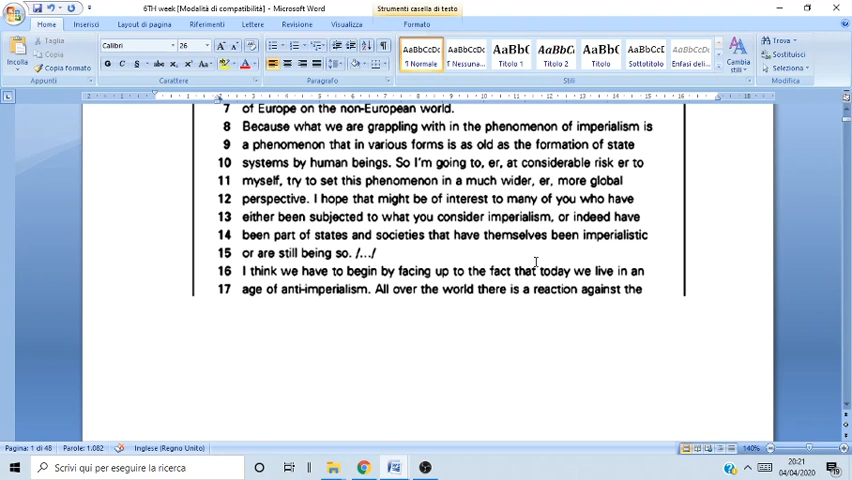 6TH week [Modalità di compatibilità] - Microsoft Word
Strumenti casella di testo
Home Inserisci Layout di pagina Riferimenti Lettere Revisione Visualizza Formato
Incolla
Taglia
Copia
Copia formato
Appunti
Calibri 26
Carattere
Paragrafo
AaBbCcDc AaBbCcDc AaBbC AaBbCc AaBbC AaBbCc AaBbCcDc
¶ Normale ¶ Nessuna... Titolo 1 Titolo 2 Titolo Sottotitolo Enfasi deli...
Stili
Cambia stili
Trova
Sostituisci
Seleziona
Modifica
7 of Europe on the non-European world.
8 Because what we are grappling with in the phenomenon of imperialism is
9 a phenomenon that in various forms is as old as the formation of state
10 systems by human beings. So I'm going to, er, at considerable risk er to
11 myself, try to set this phenomenon in a much wider, er, more global
12 perspective. I hope that might be of interest to many of you who have
13 either been subjected to what you consider imperialism, or indeed have
14 been part of states and societies that have themselves been imperialistic
15 or are still being so. /.../
16 I think we have to begin by facing up to the fact that today we live in an
17 age of anti-imperialism. All over the world there is a reaction against the
Pagina: 1 di 48 Parole: 1.082 Inglese (Regno Unito) 140%
Scrivi qui per eseguire la ricerca
20:21
04/04/2020